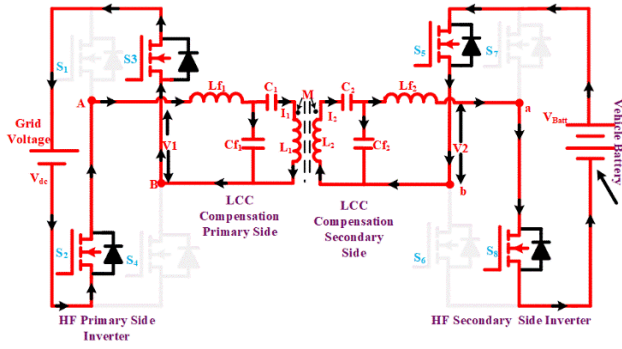 S1
S3
S5
S7
A
Lf1
C1
M
C2
Lf2
a
Grid
Voltage
Vdc
V1
Cf1
I1
L1
I2
L2
Cf2
V2
VBatt
Vehicle
Battery
B
b
LCC
Compensation
Primary Side
LCC
Compensation
Secondary
Side
S2
S4
S6
S8
HF Primary Side
Inverter
HF Secondary Side Inverter